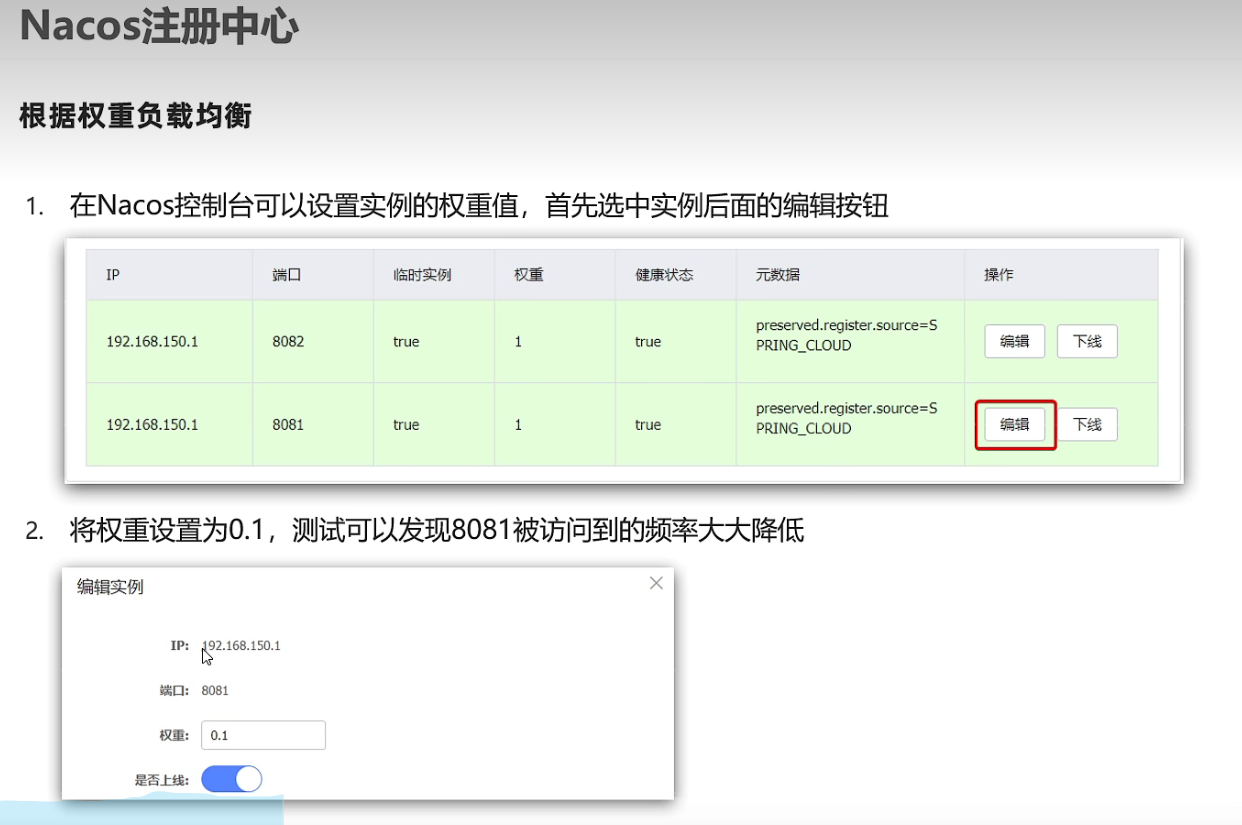 Nacos注册中心
根据权重负载均衡
1. 在Nacos控制台可以设置实例的权重值，首先选中实例后面的编辑按钮
IP 端口 临时实例 权重 健康状态 元数据 操作
192.168.150.1 8082 true 1 true preserved.register.source=S
PRING_CLOUD 编辑 下线
192.168.150.1 8081 true 1 true preserved.register.source=S
PRING_CLOUD 编辑 下线
2. 将权重设置为0.1，测试可以发现8081被访问到的频率大大降低
编辑实例
IP: 192.168.150.1
端口: 8081
权重: 0.1
是否上线: